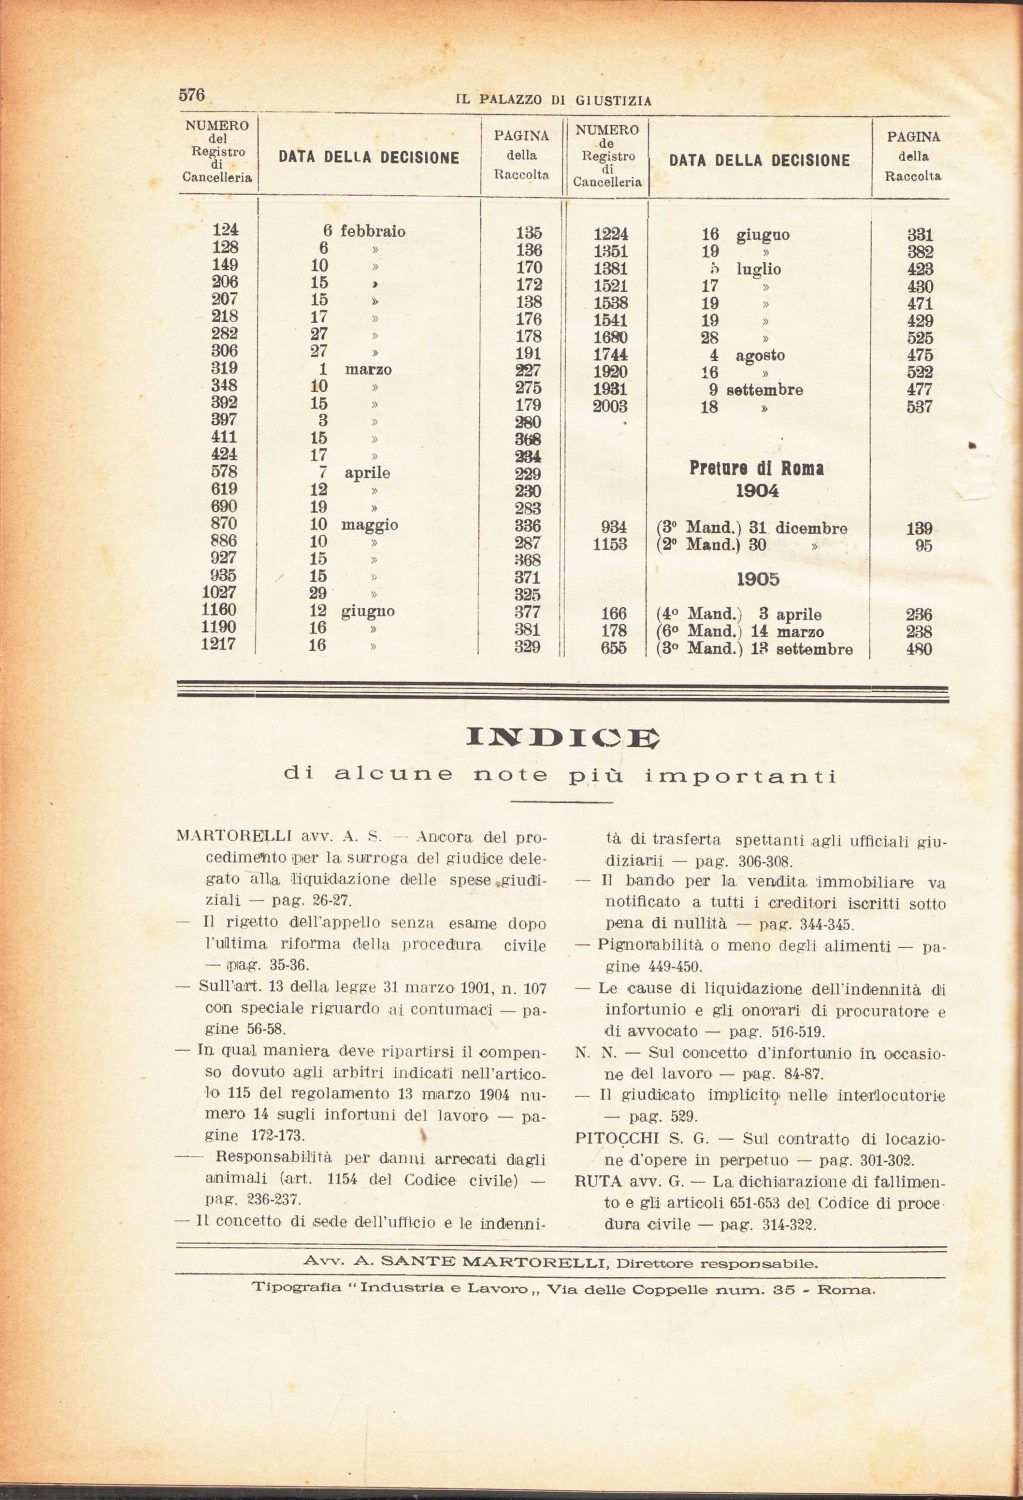 576
IL PALAZZO DI GIUSTIZIA
NUMERO
del
Registro
di
Cancelleria
DATA DELLA DECISIONE
PAGINA
della
Raccolta
NUMERO
de
Registro
di
Cancelleria
DATA DELLA DECISIONE
PAGINA
della
Raccolta
124 6 febbraio 135
128 6 » 136
149 10 » 170
206 15 » 172
207 15 » 138
218 17 » 176
282 27 » 178
306 27 » 191
319 1 marzo 227
348 10 » 275
392 15 » 179
397 3 » 280
411 15 » 368
424 17 » 234
578 7 aprile 229
619 12 » 230
690 19 » 283
870 10 maggio 336
886 10 » 287
927 15 » 368
935 15 » 371
1027 29 » 325
1160 12 giugno 377
1190 16 » 381
1217 16 » 329
1224 16 giugno 331
1351 19 » 382
1381 5 luglio 423
1521 17 » 430
1538 19 » 471
1541 19 » 429
1680 28 » 525
1744 4 agosto 475
1920 16 » 522
1931 9 settembre 477
2003 18 » 537
Preture di Roma
1904
934 (3º Mand.) 31 dicembre 139
1153 (2º Mand.) 30 » 95
1905
166 (4º Mand.) 3 aprile 236
178 (6º Mand.) 14 marzo 238
655 (3º Mand.) 13 settembre 480
INDICE
di alcune note più importanti
MARTORELLI avv. A. S. — Ancora del pro-
cedimento per la surroga del giudice dele-
gato alla liquidazione delle spese giudi-
ziali — pag. 26-27.
— Il rigetto dell'appello senza esame dopo
l'ultima riforma della procedura civile
— pag. 35-36.
— Sull'art. 13 della legge 31 marzo 1901, n. 107
con speciale riguardo ai contumaci — pa-
gine 56-58.
— In qual maniera deve ripartirsi il compen-
so dovuto agli arbitri indicati nell'artico-
lo 115 del regolamento 13 marzo 1904 nu-
mero 14 sugli infortuni del lavoro — pa-
gine 172-173.
— Responsabilità per danni arrecati dagli
animali (art. 1154 del Codice civile) —
pag. 236-237.
— Il concetto di sede dell'ufficio e le indenni-
tà di trasferta spettanti agli ufficiali giu-
diziarii — pag. 306-308.
— Il bando per la vendita immobiliare va
notificato a tutti i creditori iscritti sotto
pena di nullità — pag. 344-345.
— Pignorabilità o meno degli alimenti — pa-
gine 449-450.
— Le cause di liquidazione dell'indennità di
infortunio e gli onorari di procuratore e
di avvocato — pag. 516-519.
N. N. — Sul concetto d'infortunio in occasio-
ne del lavoro — pag. 84-87.
— Il giudicato implicito nelle interlocutorie
— pag. 529.
PITOCCHI S. G. — Sul contratto di locazio-
ne d'opere in perpetuo — pag. 301-302.
RUTA avv. G. — La dichiarazione di fallimen-
to e gli articoli 651-653 del Codice di proce
dura civile — pag. 314-322.
Avv. A. SANTE MARTORELLI, Direttore responsabile.
Tipografia "Industria e Lavoro„ Via delle Coppelle num. 35 - Roma.